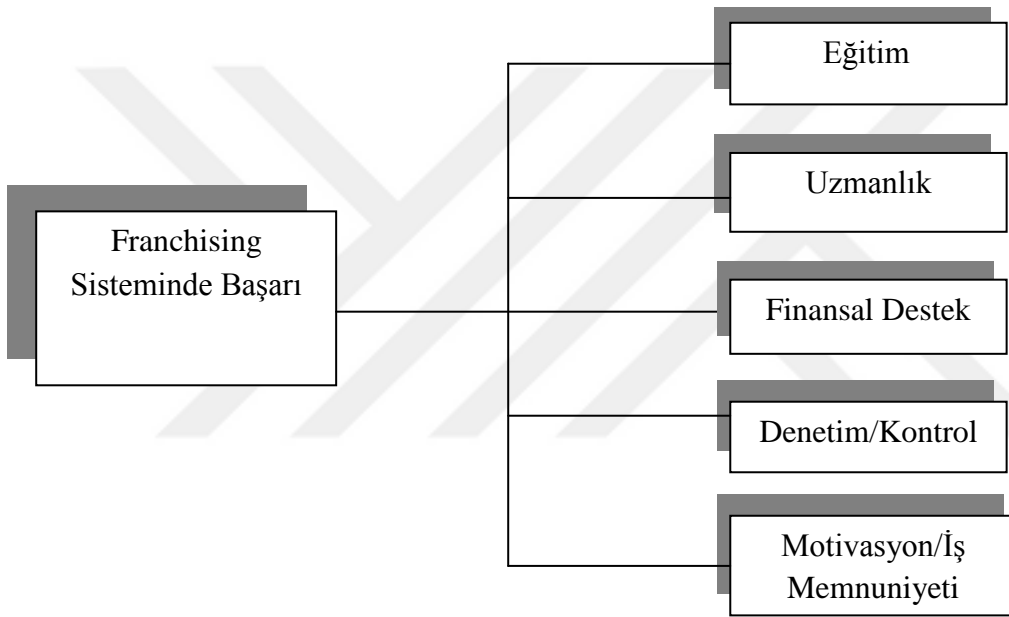 Franchising
Sisteminde Başarı
Eğitim
Uzmanlık
Finansal Destek
Denetim/Kontrol
Motivasyon/İş
Memnuniyeti